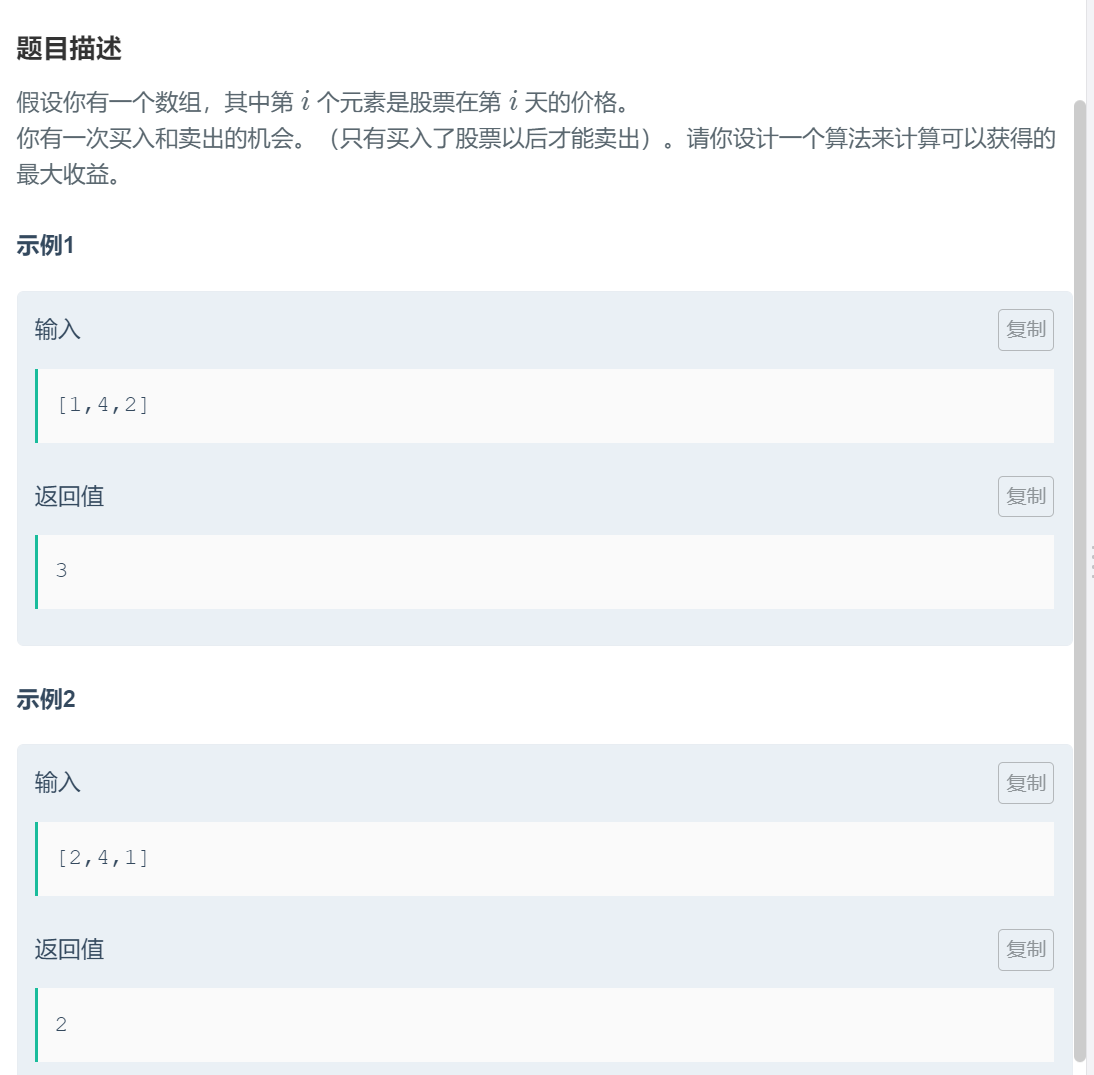 题目描述
假设你有一个数组，其中第 i 个元素是股票在第 i 天的价格。
你有一次买入和卖出的机会。（只有买入了股票以后才能卖出）。请你设计一个算法来计算可以获得的
最大收益。
示例1
输入
复制
[1,4,2]
返回值
复制
3
示例2
输入
复制
[2,4,1]
返回值
复制
2